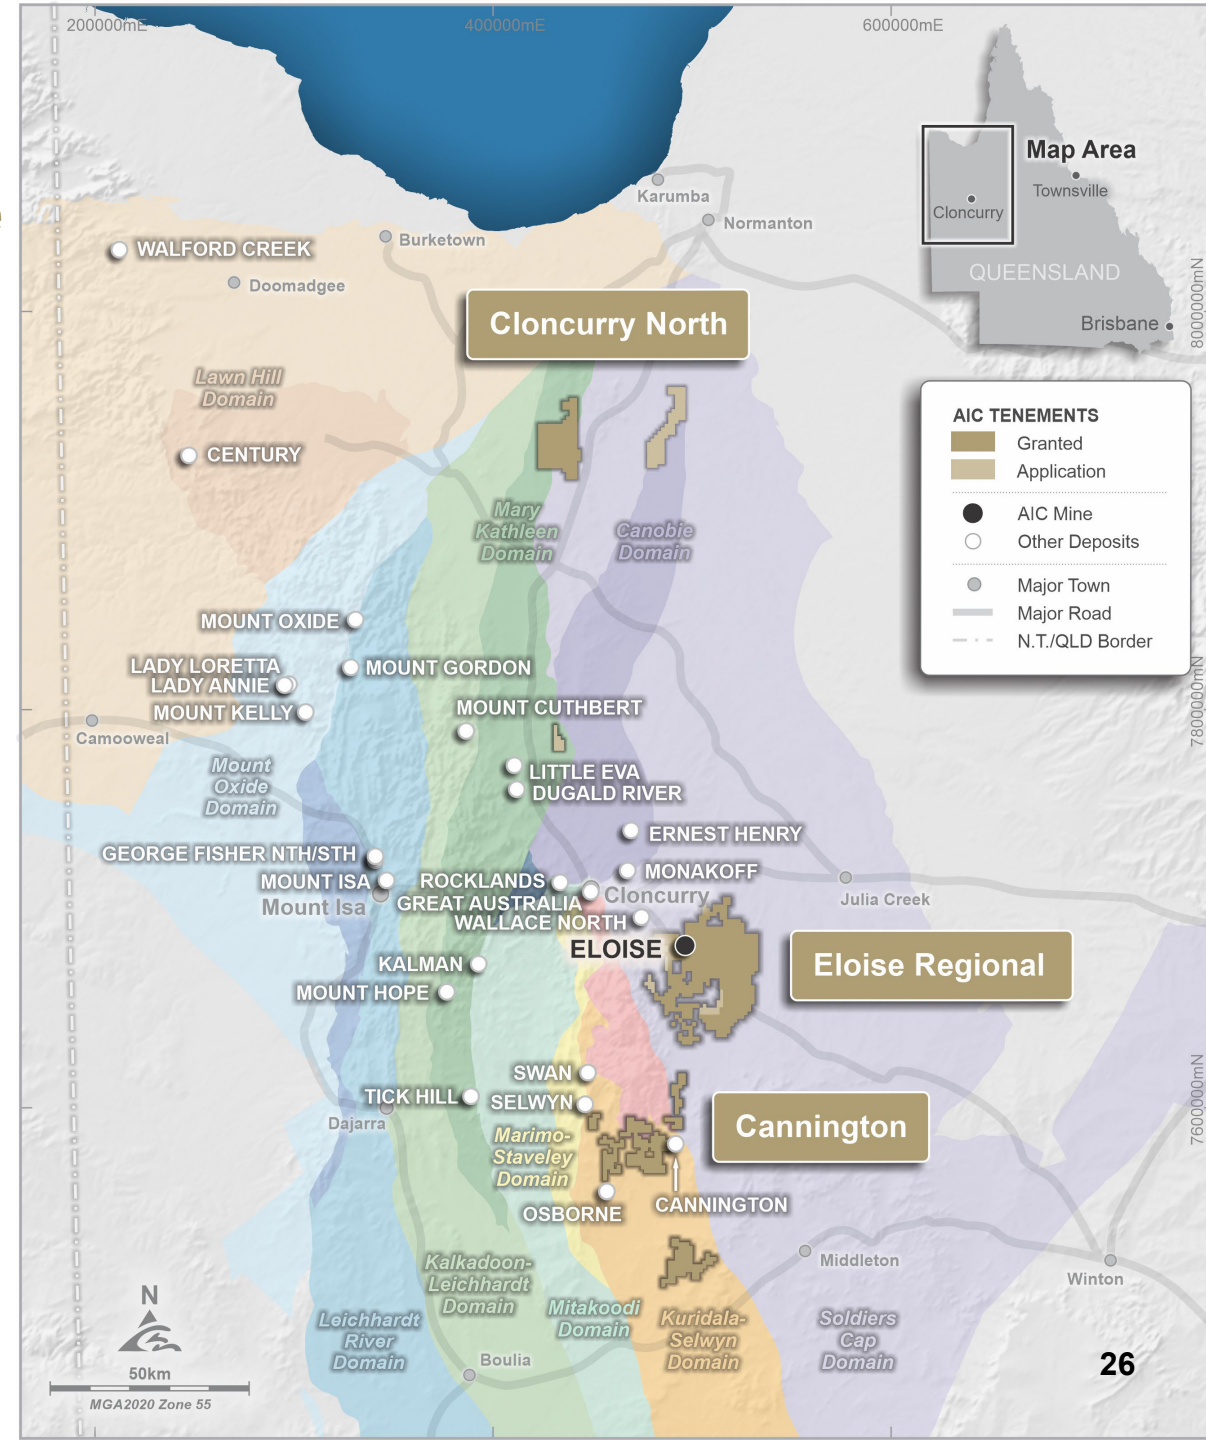 200000mE
400000mE
600000mE
Map Area
Townsville
Cloncurry
QUEENSLAND
Brisbane
8000000mN
Karumba
Normanton
Burketown
WALFORD CREEK
Doomadgee
Cloncurry North
Lawn Hill
Domain
CENTURY
AIC TENEMENTS
Granted
Application
AIC Mine
Other Deposits
Major Town
Major Road
N.T./QLD Border
Mary
Kathleen
Domain
Canobie
Domain
MOUNT OXIDE
LADY LORETTA
MOUNT GORDON
LADY ANNIE
MOUNT KELLY
MOUNT CUTHBERT
7800000mN
Camooweal
Mount
Oxide
Domain
LITTLE EVA
DUGALD RIVER
ERNEST HENRY
GEORGE FISHER NTH/STH
MOUNT ISA
Mount Isa
ROCKLANDS
MONAKOFF
Cloncurry
GREAT AUSTRALIA
WALLACE NORTH
Julia Creek
ELOISE
Eloise Regional
KALMAN
MOUNT HOPE
SWAN
TICK HILL
SELWYN
Dajarra
Cannington
7600000mN
Marimo-
Staveley
Domain
OSBORNE
CANNINGTON
Kalkadoon-
Leichhardt
Domain
Middleton
Winton
Leichhardt
River
Domain
Mitakoodi
Domain
Kuridala-
Selwyn
Domain
Soldiers
Cap
Domain
Boulia
N
50km
MGA2020 Zone 55
26